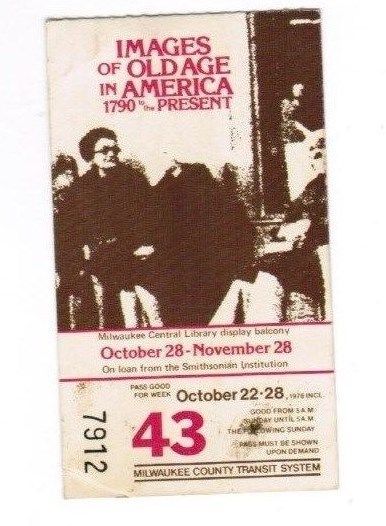 IMAGES
OF OLD AGE
IN AMERICA
1790 to the PRESENT
Milwaukee Central Library display balcony
October 28-November 28
On loan from the Smithsonian Institution
PASS GOOD
FOR WEEK October 22-28, 1978 INCL.
7912
43
GOOD FROM 5 A.M.
SUNDAY UNTIL 5 A.M.
THE FOLLOWING SUNDAY
PASS MUST BE SHOWN
UPON DEMAND
MILWAUKEE COUNTY TRANSIT SYSTEM